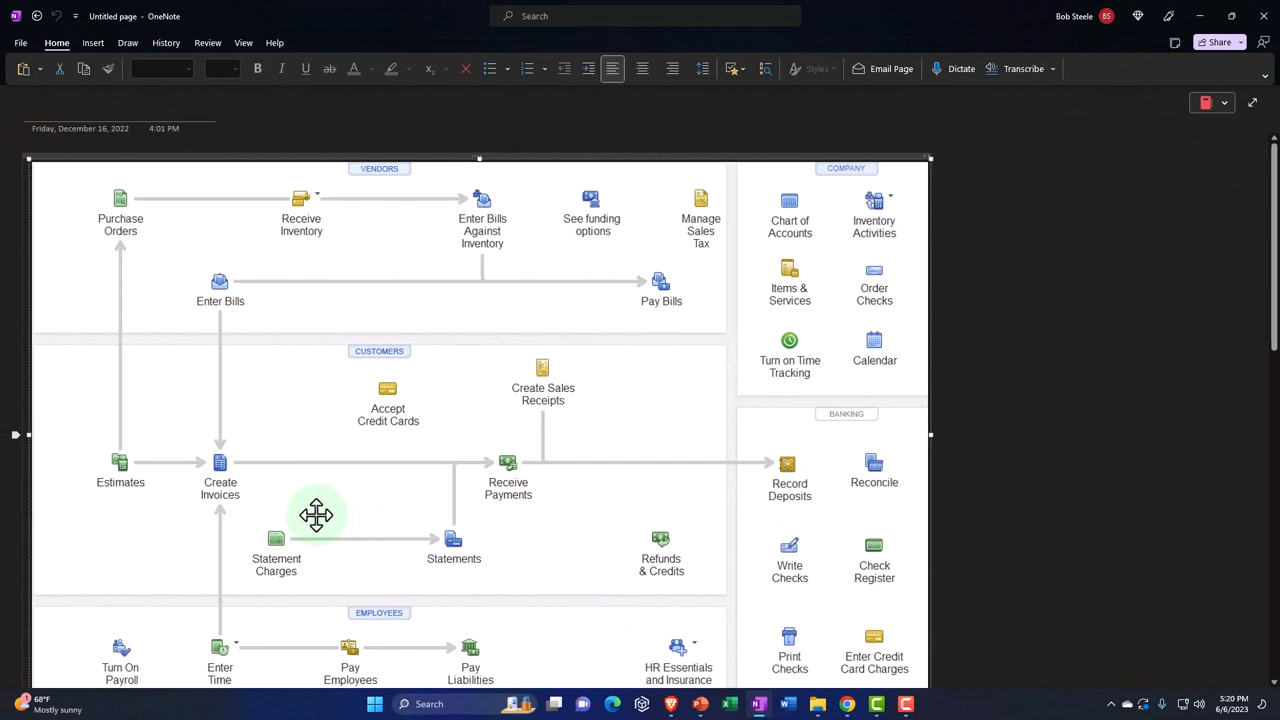 Untitled page - OneNote
Search
Bob Steele
BS
File
Home
Insert
Draw
History
Review
View
Help
Share
B
I
U
ab
A
Styles
Email Page
Dictate
Transcribe
Friday, December 16, 2022
4:01 PM
VENDORS
Purchase
Orders
Receive
Inventory
Enter Bills
Against
Inventory
See funding
options
Manage
Sales
Tax
Enter Bills
Pay Bills
CUSTOMERS
Accept
Credit Cards
Create Sales
Receipts
Estimates
Create
Invoices
Receive
Payments
Statement
Charges
Statements
Refunds
& Credits
EMPLOYEES
Turn On
Payroll
Enter
Time
Pay
Employees
Pay
Liabilities
HR Essentials
and Insurance
COMPANY
Chart of
Accounts
Inventory
Activities
Items &
Services
Order
Checks
Turn on Time
Tracking
Calendar
BANKING
Record
Deposits
Reconcile
Write
Checks
Check
Register
Print
Checks
Enter Credit
Card Charges
1
68°F
Mostly sunny
Search
5:20 PM
6/6/2023